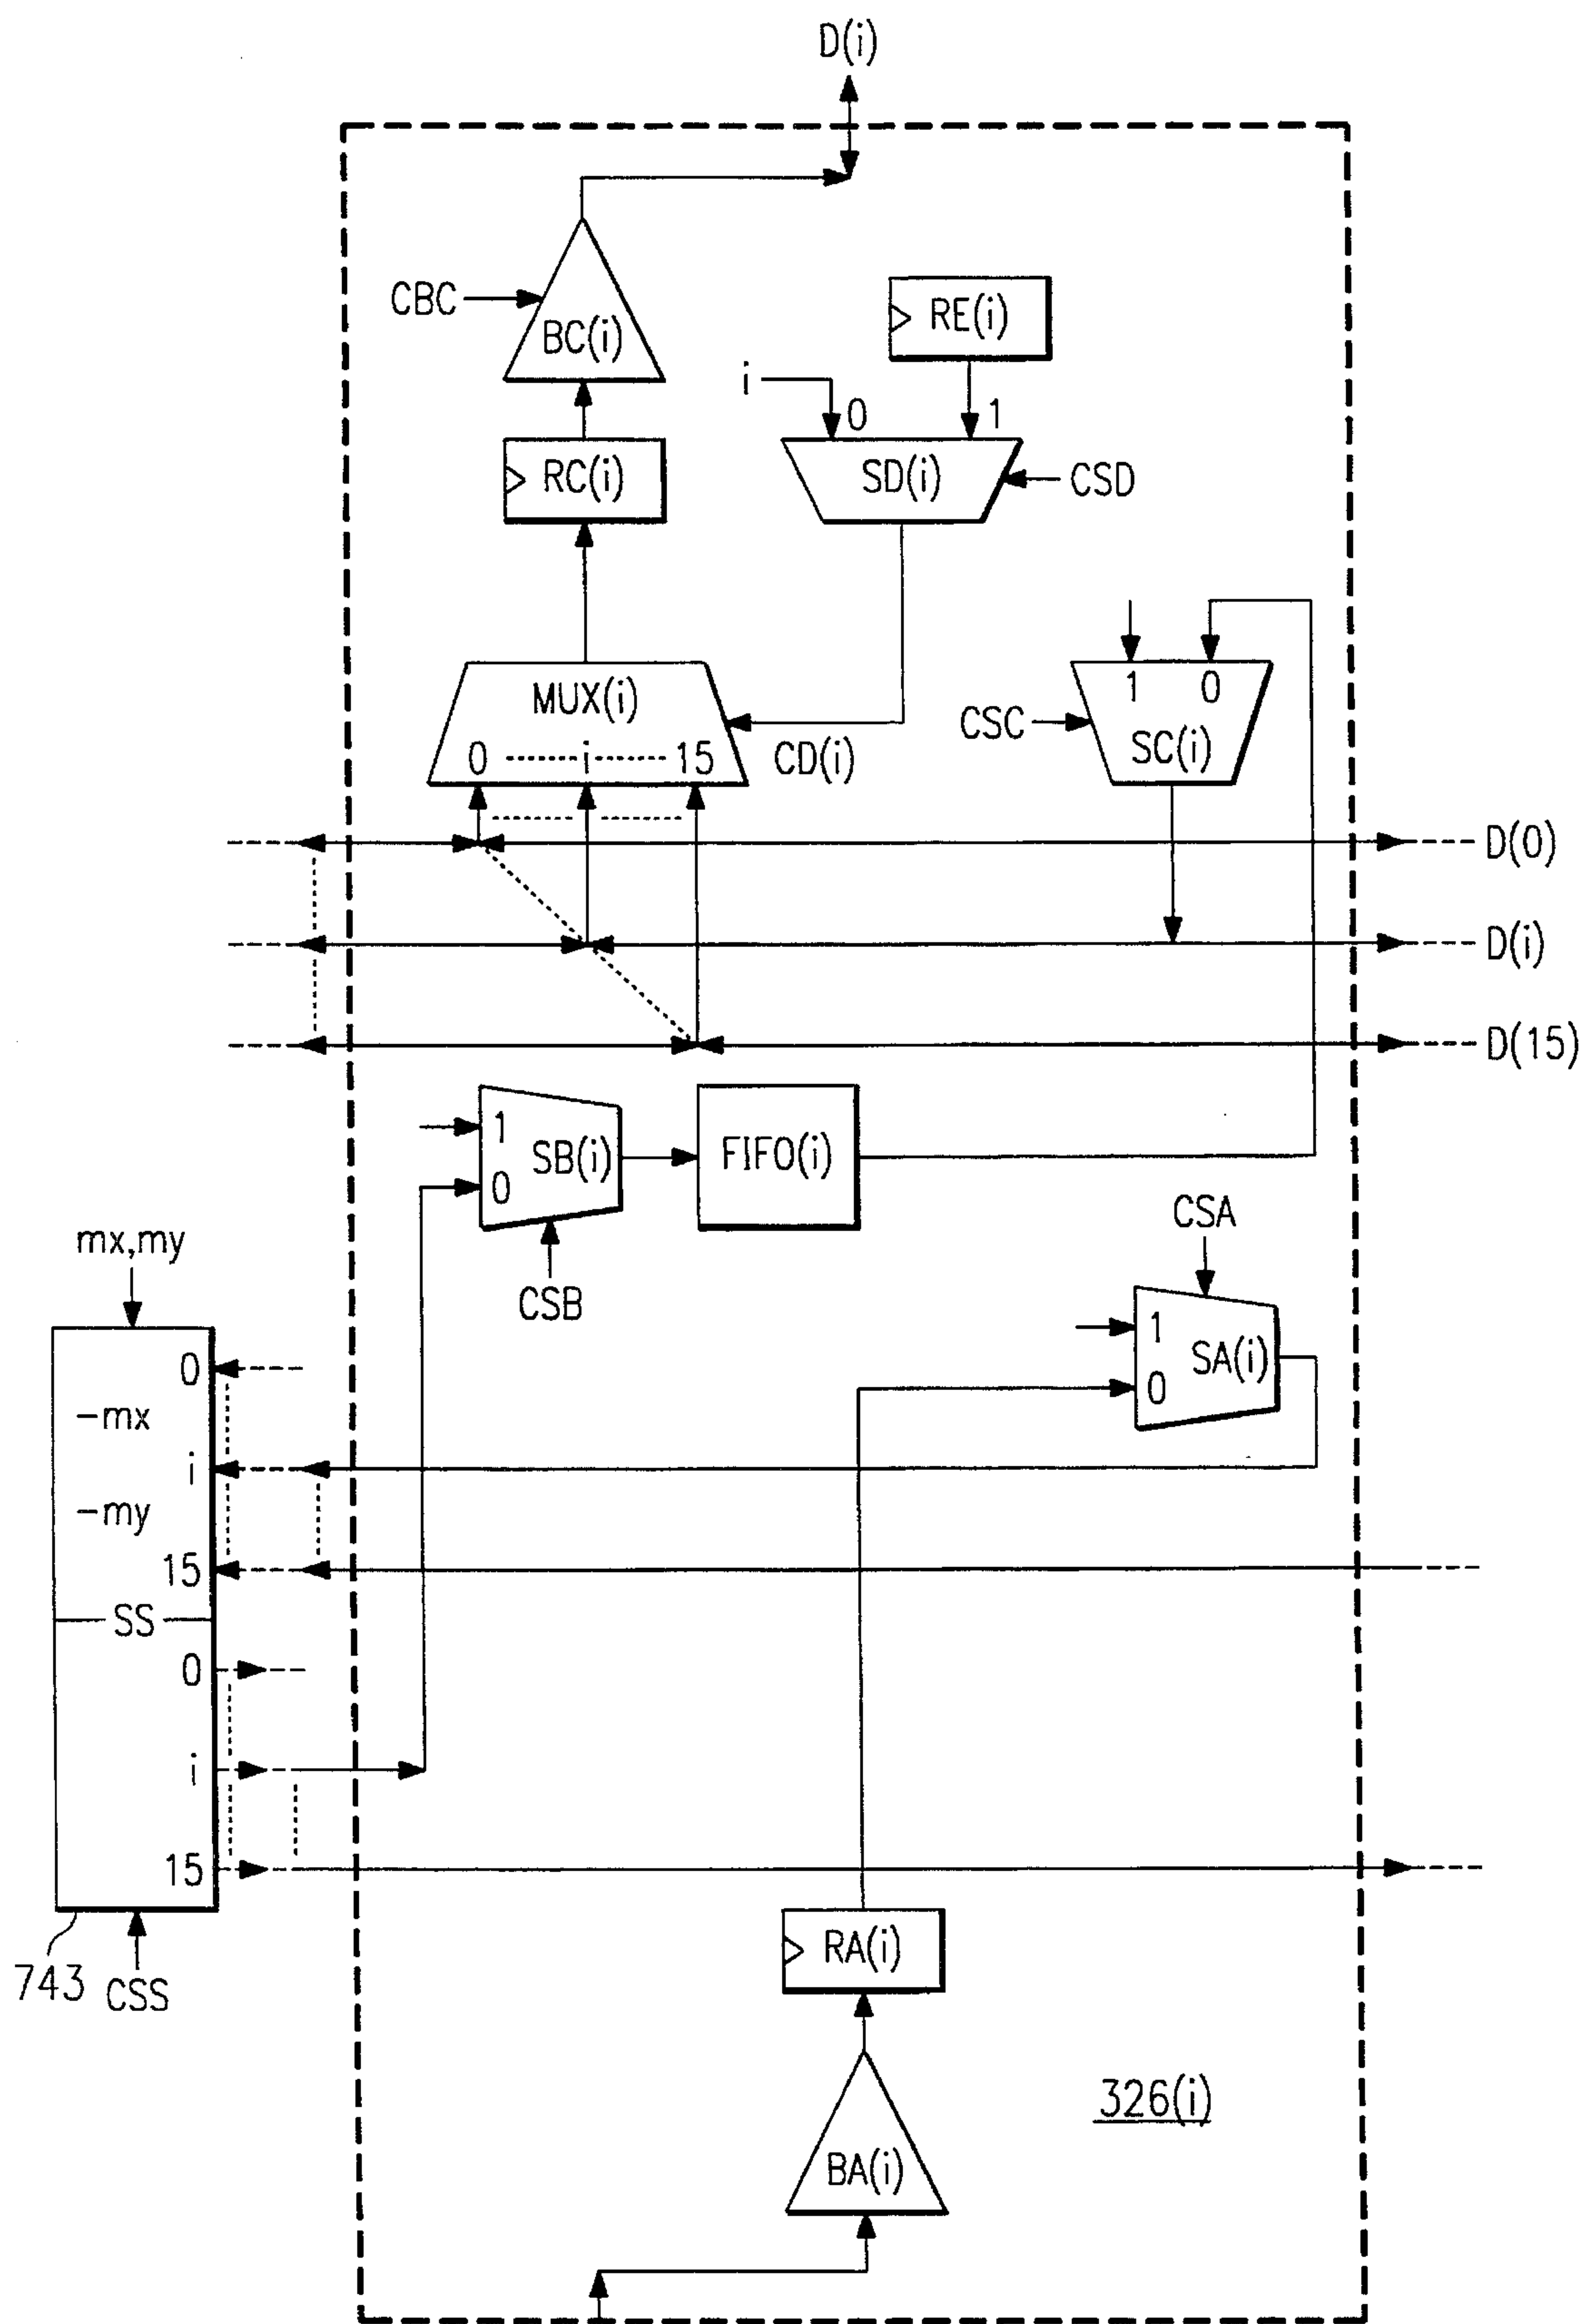 D(i)
CBC
BC(i)
RE(i)
i
0
1
RC(i)
SD(i)
CSD
MUX(i)
0 i 15
CD(i)
CSC
1 0
SC(i)
D(0)
D(i)
D(15)
1
SB(i)
0
FIFO(i)
CSB
CSA
1
SA(i)
0
mx,my
0
-mx
i
-my
15
SS
0
i
15
743
CSS
RA(i)
BA(i)
326(i)